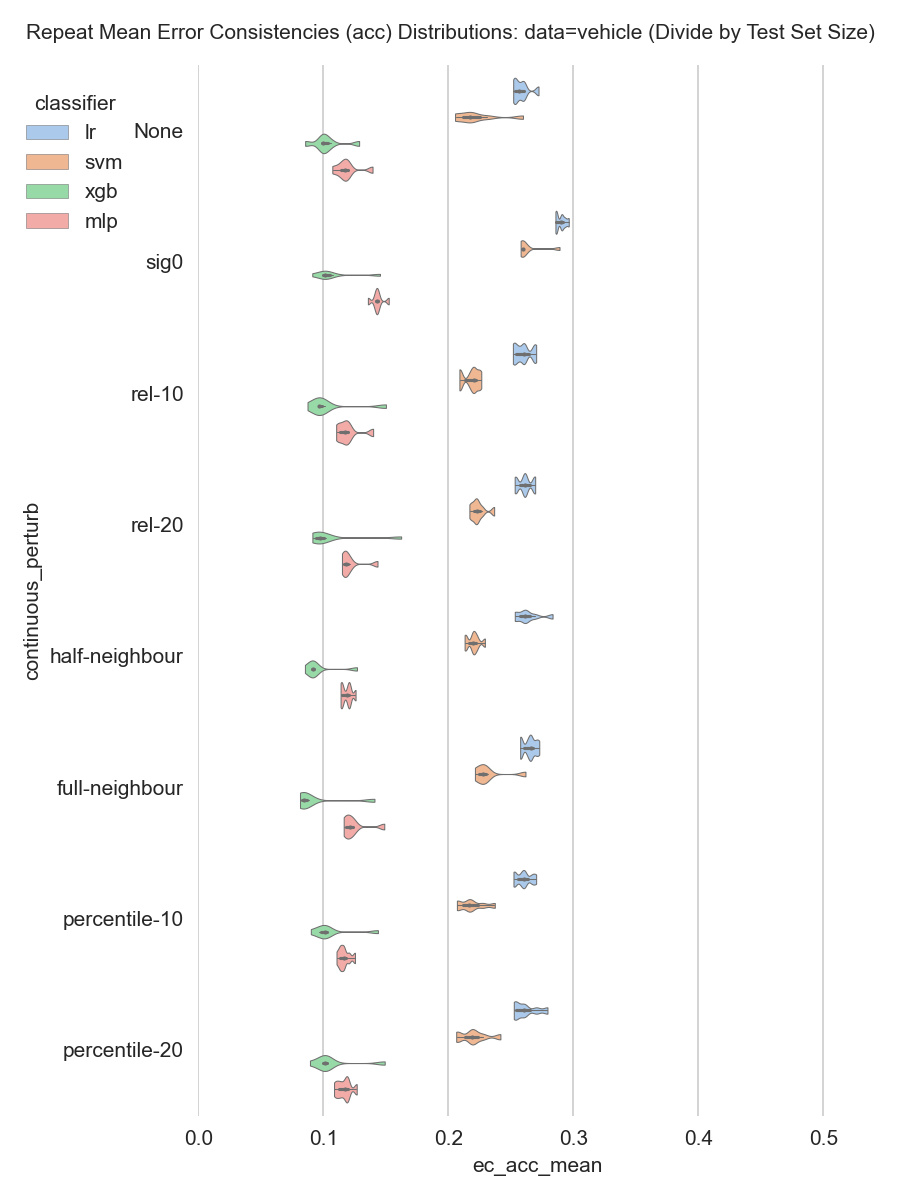 Repeat Mean Error Consistencies (acc) Distributions: data=vehicle (Divide by Test Set Size)
classifier
lr
svm
xgb
mlp
None
sig0
rel-10
rel-20
half-neighbour
full-neighbour
percentile-10
percentile-20
continuous_perturb
0.0 0.1 0.2 0.3 0.4 0.5
ec_acc_mean